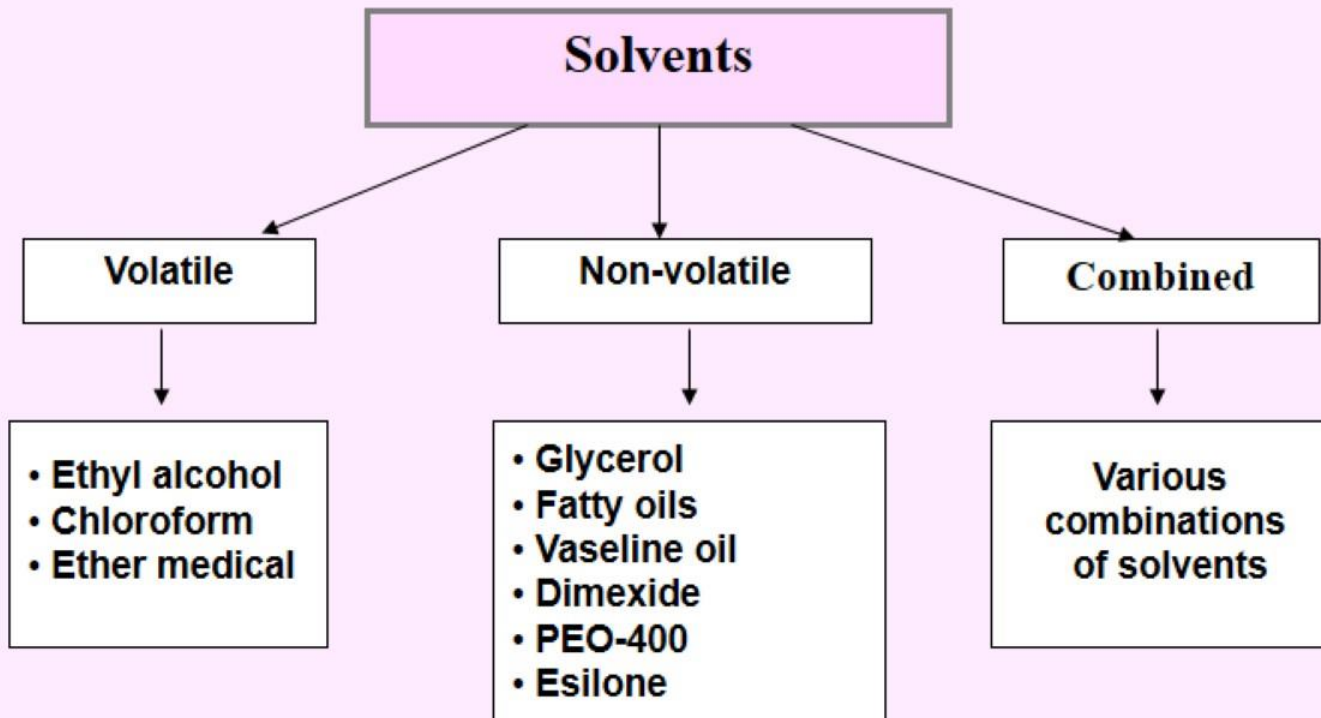 Solvents
Volatile
Non-volatile
Combined
• Ethyl alcohol
• Chloroform
• Ether medical
• Glycerol
• Fatty oils
• Vaseline oil
• Dimexide
• PEO-400
• Esilone
Various
combinations
of solvents